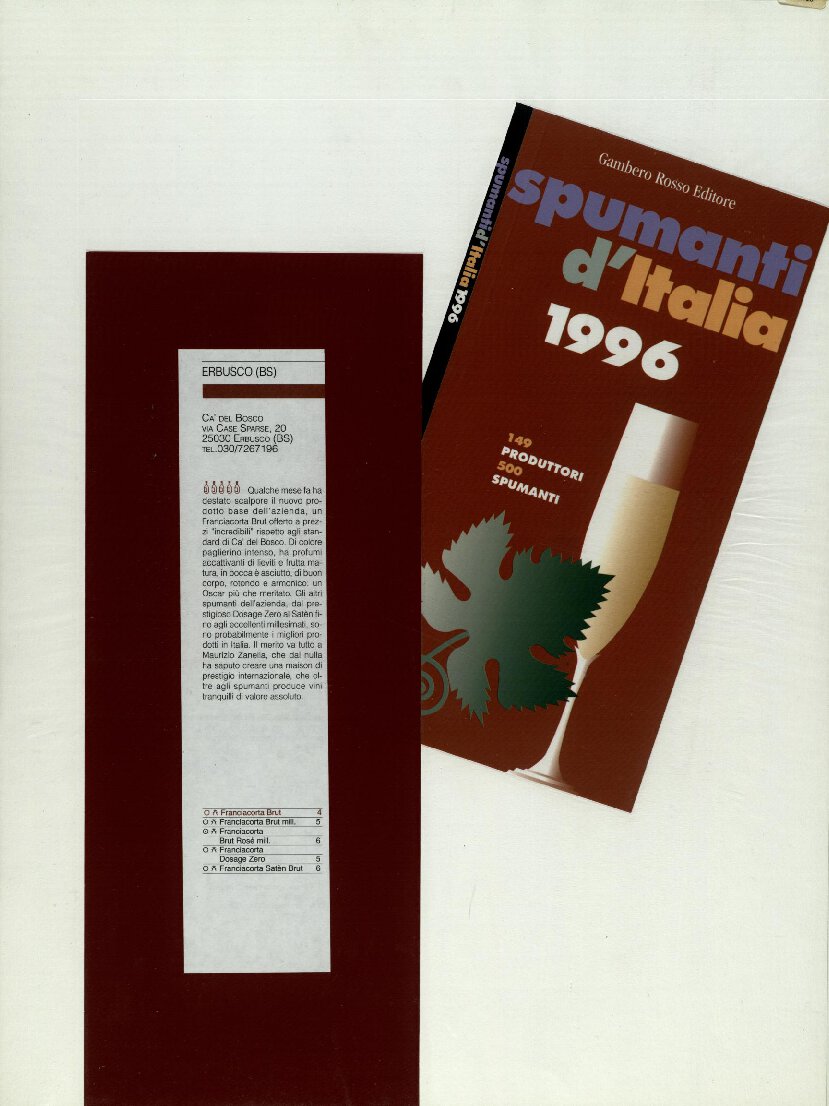 Gambero Rosso Editore
spumanti
d'Italia
1996
spumanti d'Italia 1996
149
PRODUTTORI
500
SPUMANTI
ERBUSCO (BS)
CA' DEL BOSCO
VIA CASE SPARSE, 20
25030 ERBUSCO (BS)
TEL.030/7267196
Qualche mese fa ha
destato scalpore il nuovo pro-
dotto base dell'azienda, un
Franciacorta Brut offerto a prez-
zi "incredibili" rispetto agli stan-
dard di Ca' del Bosco. Di colore
paglierino intenso, ha profumi
accattivanti di lieviti e frutta ma-
tura, in bocca è asciutto, di buon
corpo, rotondo e armonico: un
Oscar più che meritato. Gli altri
spumanti dell'azienda, dal pre-
stigioso Dosage Zero al Satèn fi-
no agli eccellenti millesimati, so-
no probabilmente i migliori pro-
dotti in Italia. Il merito va tutto a
Maurizio Zanella, che dal nulla
ha saputo creare una maison di
prestigio internazionale, che ol-
tre agli spumanti produce vini
tranquilli di valore assoluto.
Franciacorta Brut 4
Franciacorta Brut mill. 5
Franciacorta
Brut Rosé mill. 6
Franciacorta
Dosage Zero 5
Franciacorta Satèn Brut 6